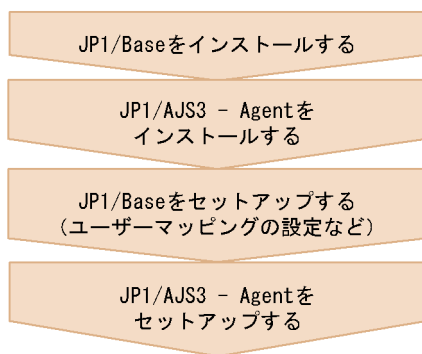 JP1/Baseをインストールする
JP1/AJS3 - Agentを
インストールする
JP1/Baseをセットアップする
(ユーザーマッピングの設定など)
JP1/AJS3 - Agentを
セットアップする